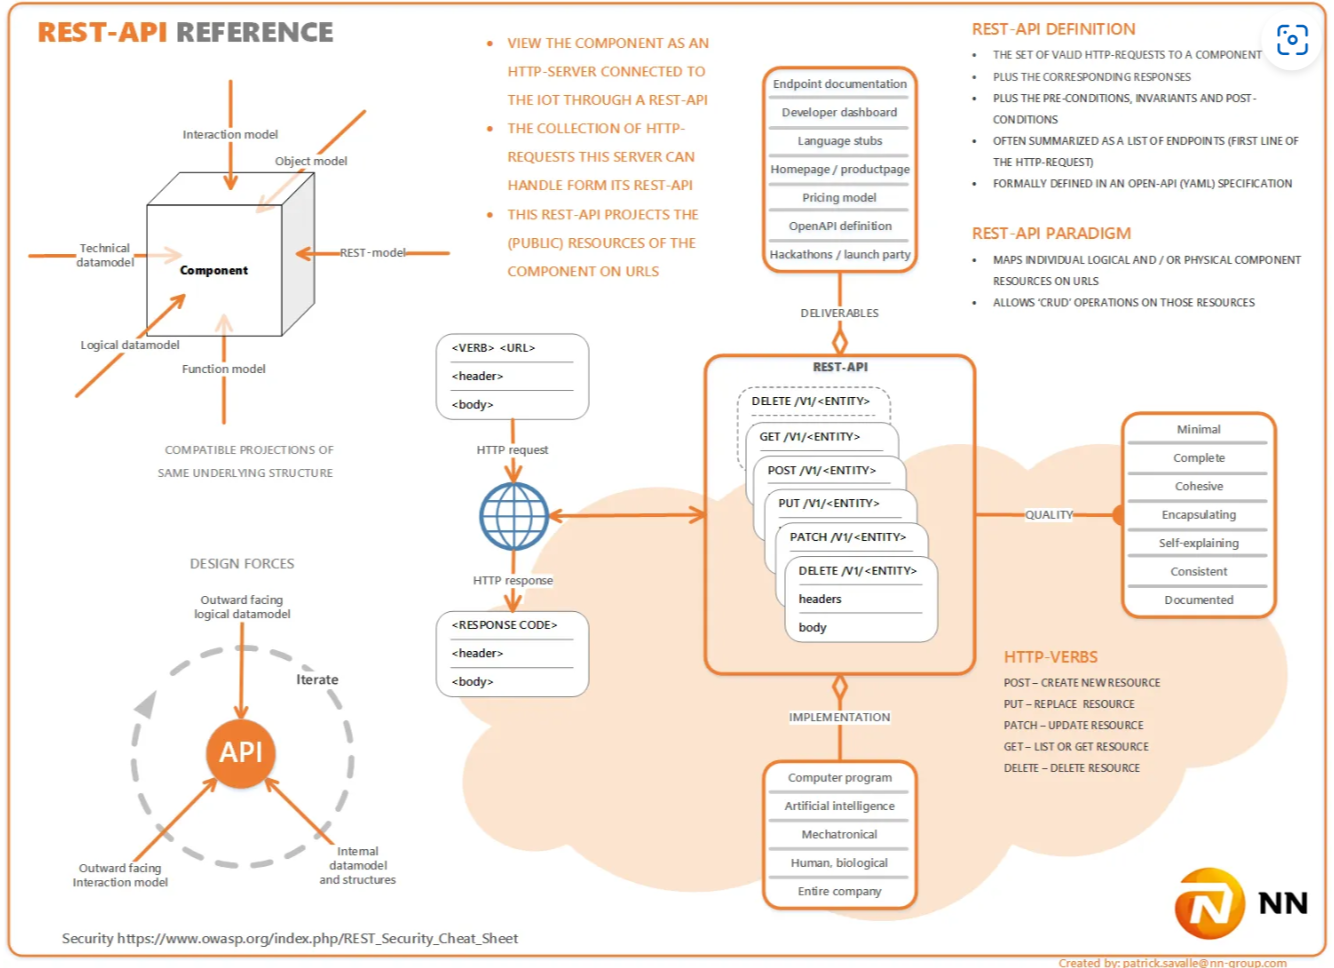 REST-API REFERENCE
Interaction model
Object model
Technical
datamodel
Component
REST-model
Logical datamodel
Function model
COMPATIBLE PROJECTIONS OF
SAME UNDERLYING STRUCTURE
• VIEW THE COMPONENT AS AN
HTTP-SERVER CONNECTED TO
THE IOT THROUGH A REST-API
• THE COLLECTION OF HTTP-
REQUESTS THIS SERVER CAN
HANDLE FORM ITS REST-API
• THIS REST-API PROJECTS THE
(PUBLIC) RESOURCES OF THE
COMPONENT ON URLS
Endpoint documentation
Developer dashboard
Language stubs
Homepage / productpage
Pricing model
OpenAPI definition
Hackathons / launch party
DELIVERABLES
REST-API DEFINITION
• THE SET OF VALID HTTP-REQUESTS TO A COMPONENT
• PLUS THE CORRESPONDING RESPONSES
• PLUS THE PRE-CONDITIONS, INVARIANTS AND POST-
CONDITIONS
• OFTEN SUMMARIZED AS A LIST OF ENDPOINTS (FIRST LINE OF
THE HTTP-REQUEST)
• FORMALLY DEFINED IN AN OPEN-API (YAML) SPECIFICATION
REST-API PARADIGM
• MAPS INDIVIDUAL LOGICAL AND / OR PHYSICAL COMPONENT
RESOURCES ON URLS
• ALLOWS ‘CRUD’ OPERATIONS ON THOSE RESOURCES
<VERB> <URL>
<header>
<body>
HTTP request
HTTP response
<RESPONSE CODE>
<header>
<body>
REST-API
DELETE /V1/<ENTITY>
GET /V1/<ENTITY>
POST /V1/<ENTITY>
PUT /V1/<ENTITY>
PATCH /V1/<ENTITY>
DELETE /V1/<ENTITY>
headers
body
QUALITY
Minimal
Complete
Cohesive
Encapsulating
Self-explaining
Consistent
Documented
DESIGN FORCES
Outward facing
logical datamodel
Iterate
API
Outward facing
Interaction model
Internal
datamodel
and structures
IMPLEMENTATION
Computer program
Artificial intelligence
Mechatronical
Human, biological
Entire company
HTTP-VERBS
POST – CREATE NEW RESOURCE
PUT – REPLACE RESOURCE
PATCH – UPDATE RESOURCE
GET – LIST OR GET RESOURCE
DELETE – DELETE RESOURCE
NN
Security https://www.owasp.org/index.php/REST_Security_Cheat_Sheet
Created by: patrick.savalle@nn-group.com